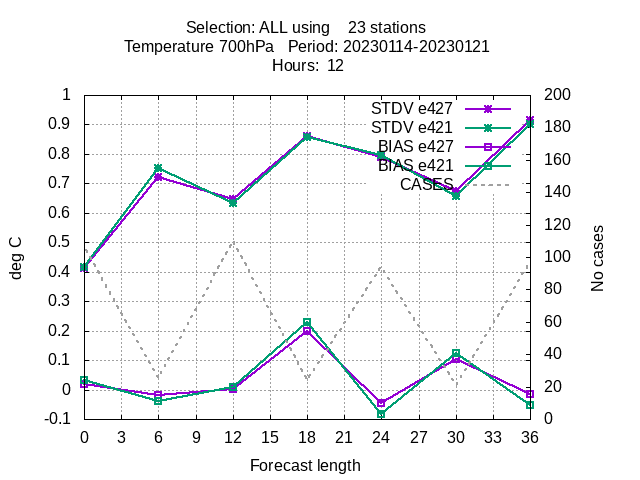 Selection: ALL using    23 stations
Temperature 700hPa   Period: 20230114-20230121
Hours:  12
1
0.9
0.8
0.7
0.6
0.5
0.4
0.3
0.2
0.1
0
-0.1
deg C
STDV e427
STDV e421
BIAS e427
BIAS e421
CASES
200
180
160
140
120
100
80
60
40
20
0
No cases
0 3 6 9 12 15 18 21 24 27 30 33 36
Forecast length